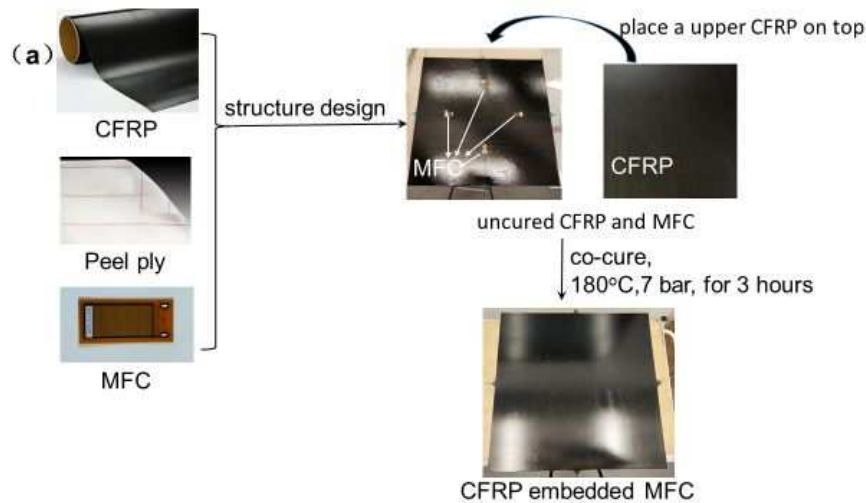 (a)
CFRP
Peel ply
MFC
structure design
place a upper CFRP on top
MFC
CFRP
uncured CFRP and MFC
co-cure,
180°C,7 bar, for 3 hours
CFRP embedded MFC